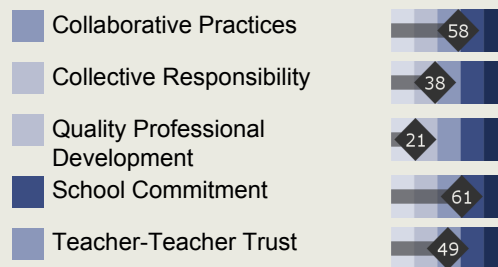 Collaborative Practices 58
Collective Responsibility 38
Quality Professional
Development 21
School Commitment 61
Teacher-Teacher Trust 49